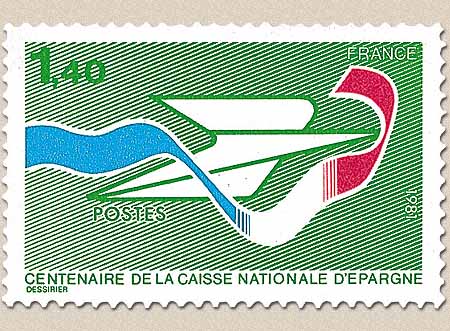 1,40
FRANCE
POSTES
1981
CENTENAIRE DE LA CAISSE NATIONALE D'EPARGNE
DESSIRIER